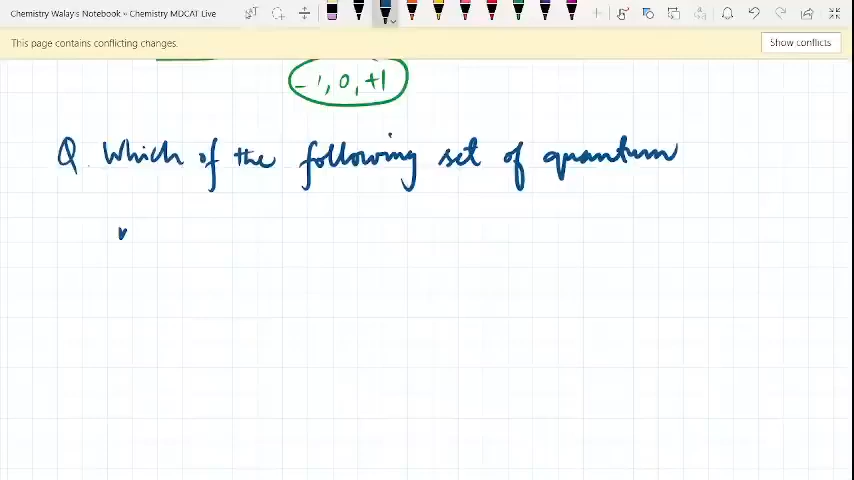 Chemistry Walay's Notebook » Chemistry MDCAT Live
This page contains conflicting changes.
Show conflicts
-1, 0, +1
Q. Which of the following set of quantum